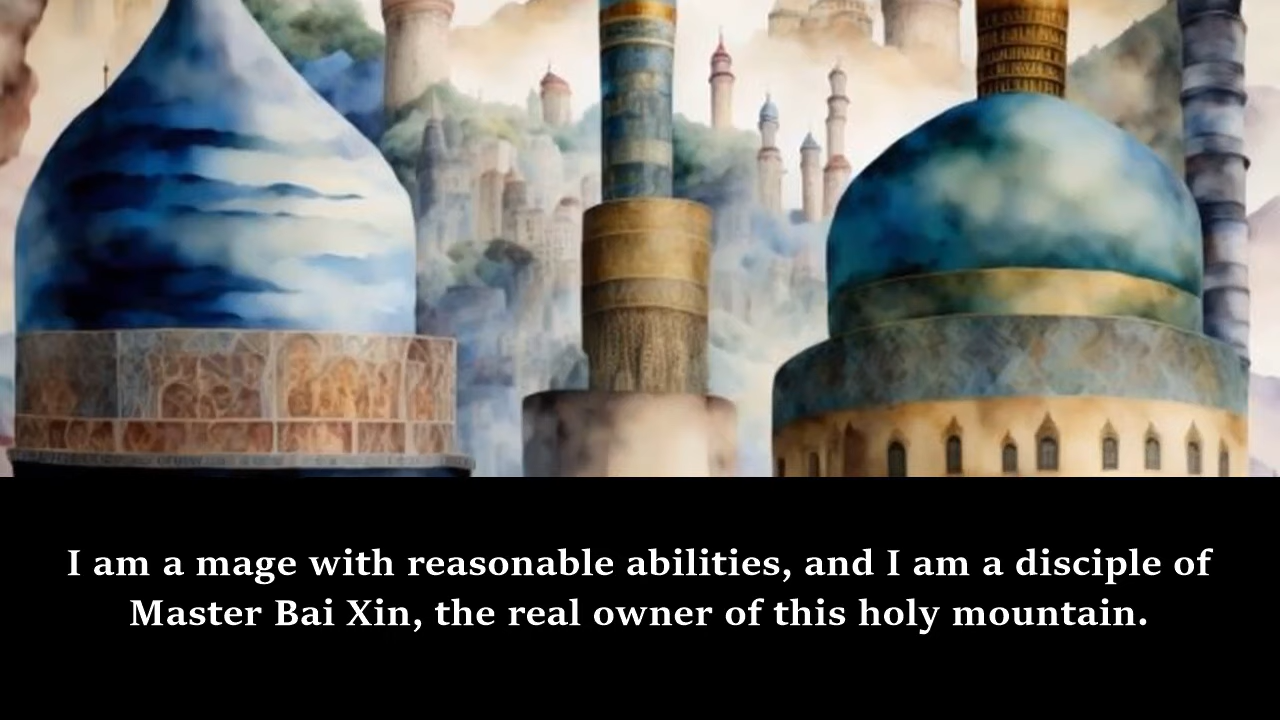 I am a mage with reasonable abilities, and I am a disciple of
Master Bai Xin, the real owner of this holy mountain.